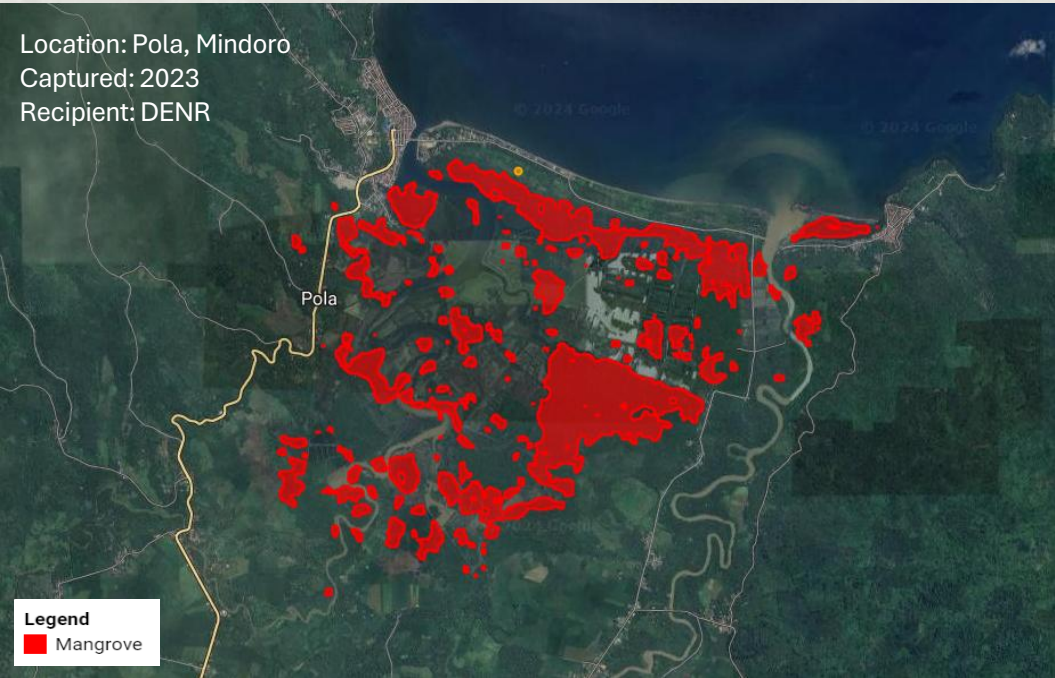 Location: Pola, Mindoro
Captured: 2023
Recipient: DENR
© 2024 Google
© 2024 Google
Pola
Legend
Mangrove